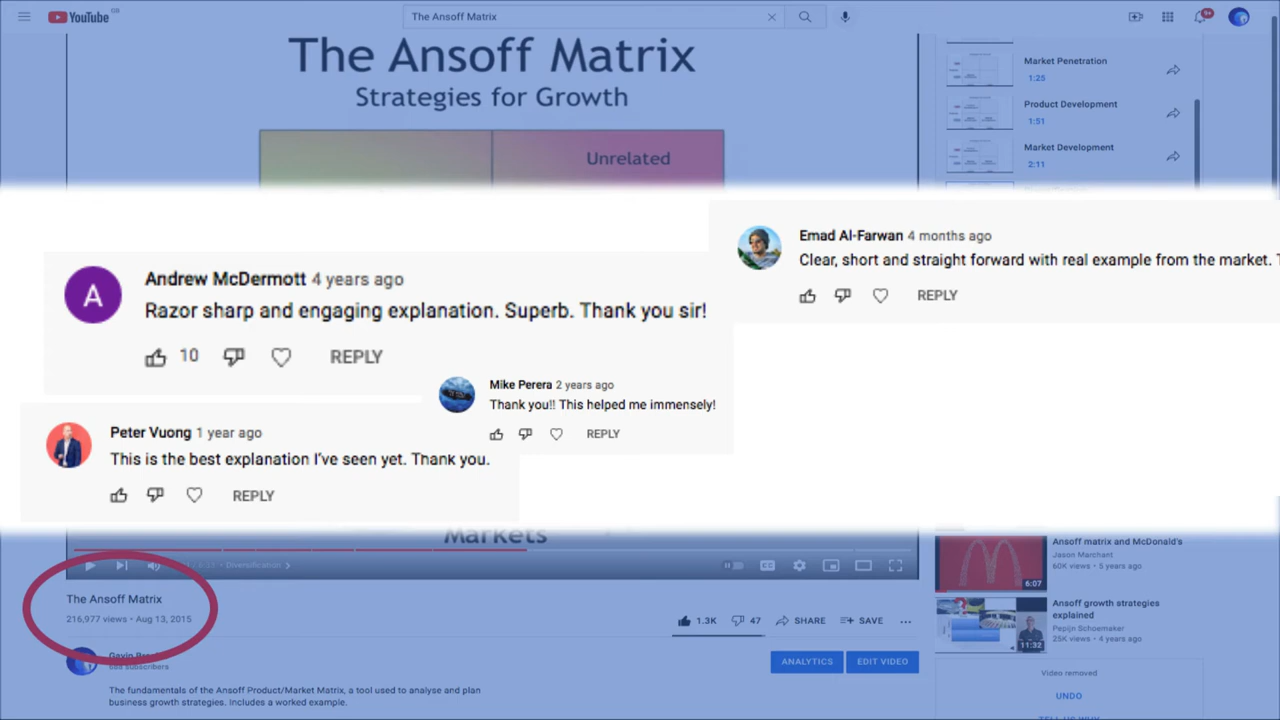 YouTube GB
The Ansoff Matrix
9+
The Ansoff Matrix
Strategies for Growth
Unrelated
Market Penetration
1:25
Product Development
1:51
Market Development
2:11
Emad Al-Farwan 4 months ago
Clear, short and straight forward with real example from the market.
REPLY
Andrew McDermott 4 years ago
Razor sharp and engaging explanation. Superb. Thank you sir!
10 REPLY
Mike Perera 2 years ago
Thank you!! This helped me immensely!
REPLY
Peter Vuong 1 year ago
This is the best explanation I've seen yet. Thank you.
REPLY
Markets
Diversification
The Ansoff Matrix
216,977 views • Aug 13, 2015
1.3K 47 SHARE SAVE
subscribers
ANALYTICS EDIT VIDEO
The fundamentals of the Ansoff Product/Market Matrix, a tool used to analyse and plan
business growth strategies. Includes a worked example.
Ansoff matrix and McDonald's
Jason Marchant
60K views • 5 years ago
6:07
Ansoff growth strategies
explained
Pepijn Schoemaker
25K views • 4 years ago
11:32
Video removed
UNDO
TELL US WHY